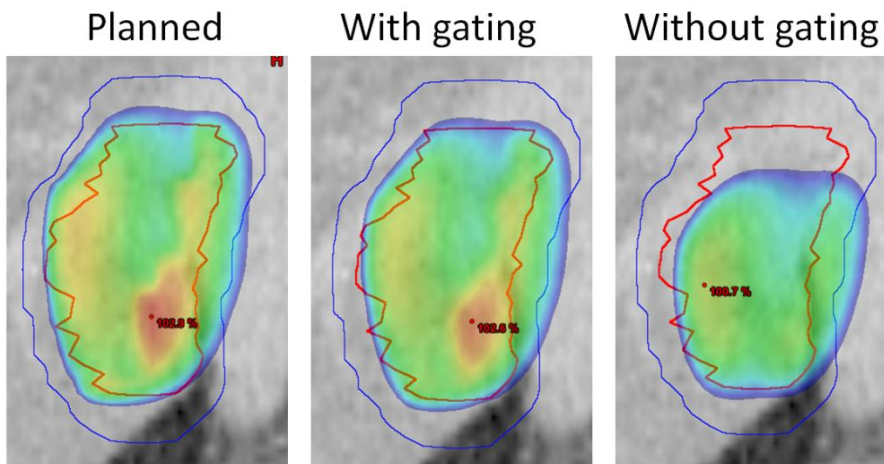 Planned
With gating
Without gating
H
102.9 %
102.6 %
100.7 %